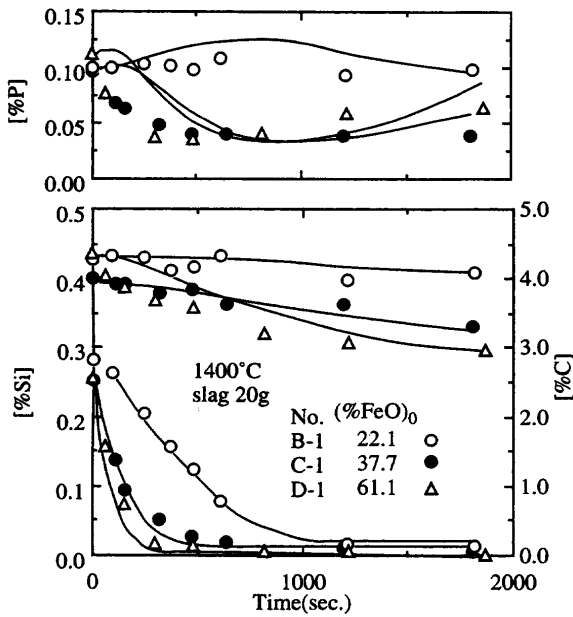 0.15
0.10
0.05
0.00
[%P]
0.5
0.4
0.3
0.2
0.1
0.0
[%Si]
5.0
4.0
3.0
2.0
1.0
0.0
[%C]
1400°C
slag 20g
No. (%FeO)₀
B-1 22.1
C-1 37.7
D-1 61.1
0 1000 2000
Time(sec.)